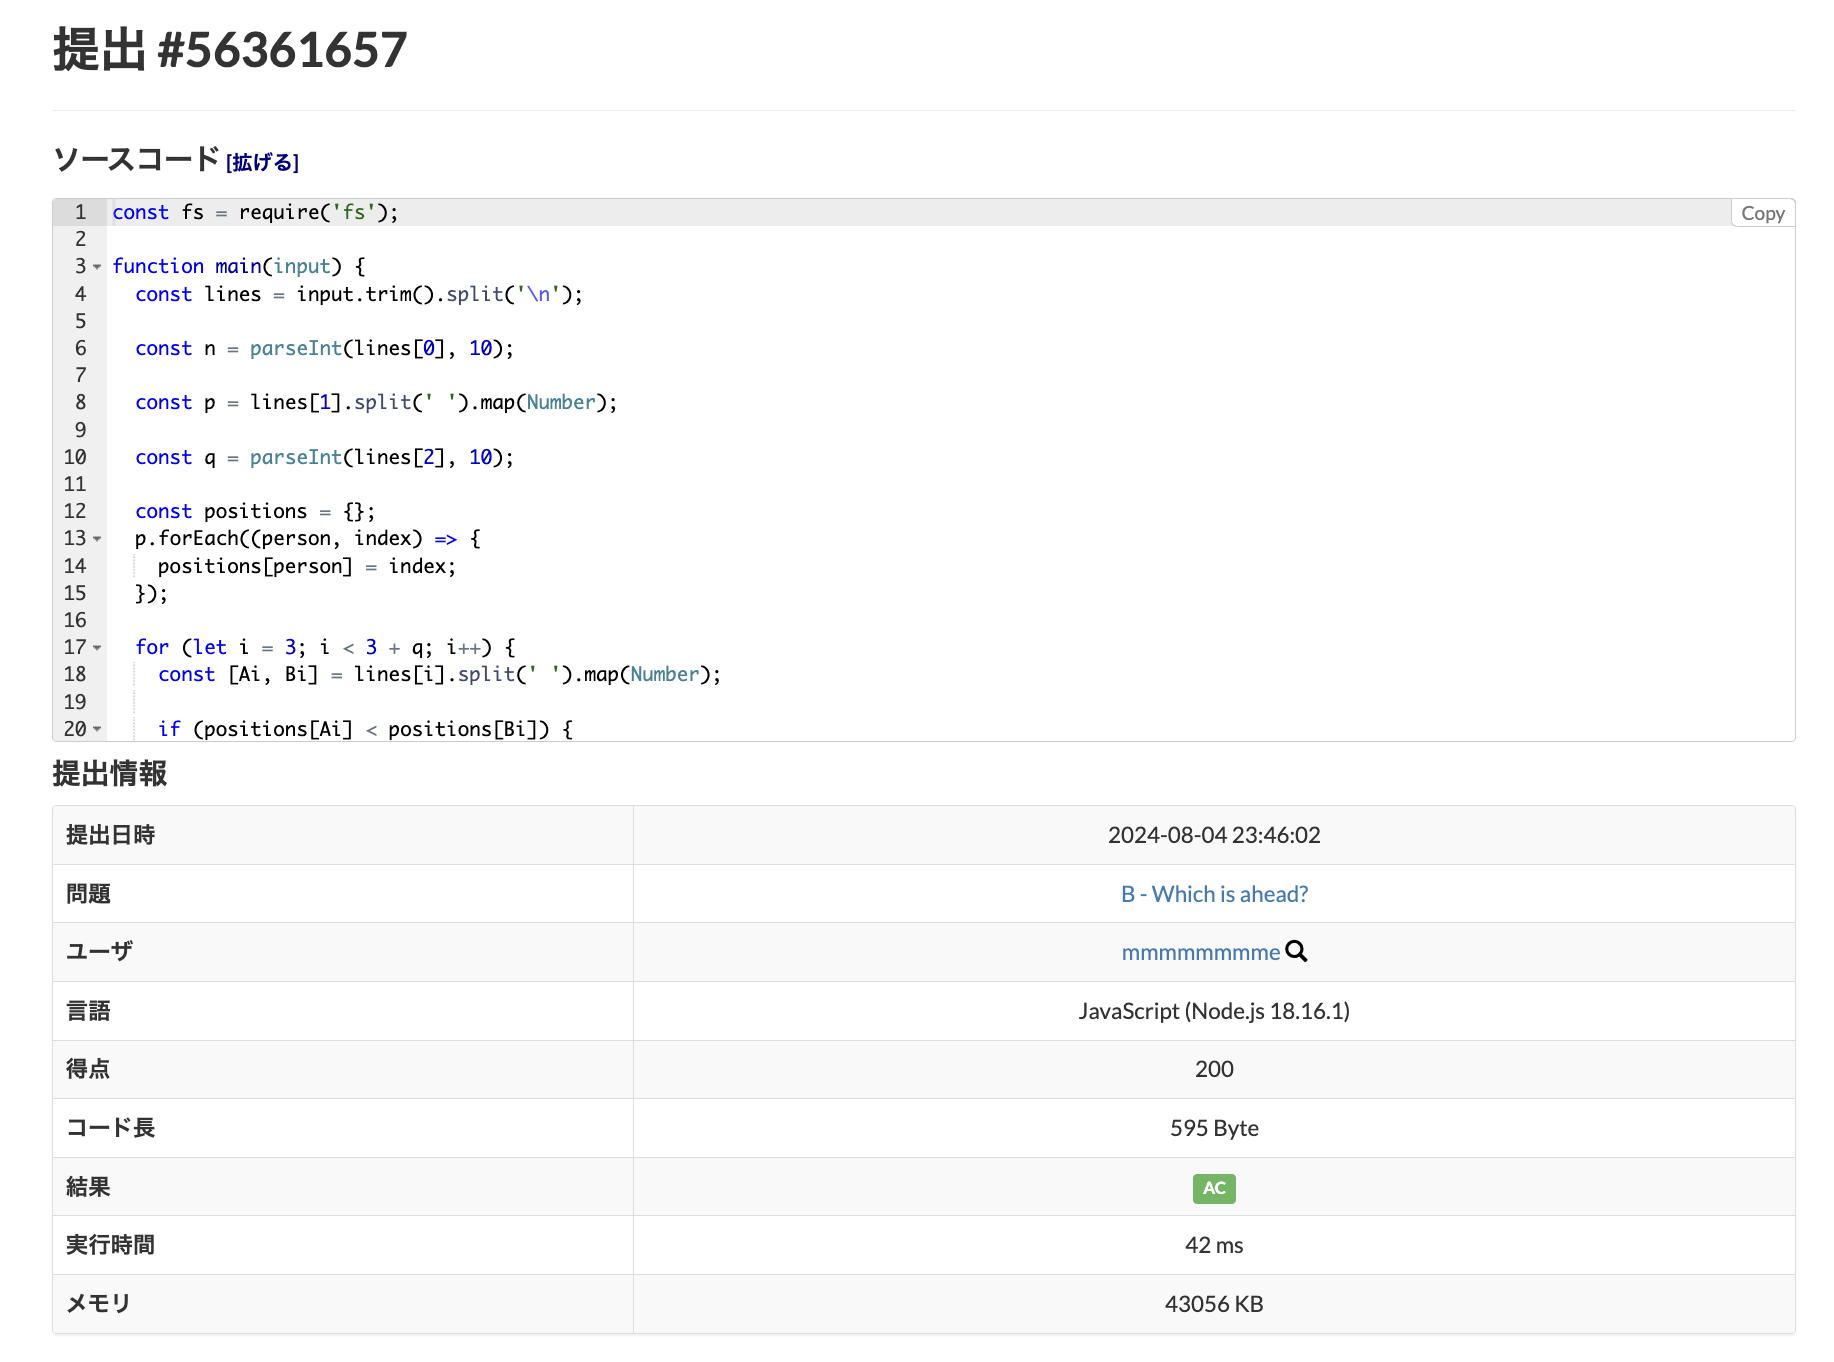 提出 #56361657
ソースコード [拡げる]
Copy
1 const fs = require('fs');
2
3 function main(input) {
4   const lines = input.trim().split('\n');
5
6   const n = parseInt(lines[0], 10);
7
8   const p = lines[1].split(' ').map(Number);
9
10   const q = parseInt(lines[2], 10);
11
12   const positions = {};
13   p.forEach((person, index) => {
14     positions[person] = index;
15   });
16
17   for (let i = 3; i < 3 + q; i++) {
18     const [Ai, Bi] = lines[i].split(' ').map(Number);
19
20     if (positions[Ai] < positions[Bi]) {
提出情報
提出日時 2024-08-04 23:46:02
問題 B - Which is ahead?
ユーザ mmmmmmmme
言語 JavaScript (Node.js 18.16.1)
得点 200
コード長 595 Byte
結果 AC
実行時間 42 ms
メモリ 43056 KB